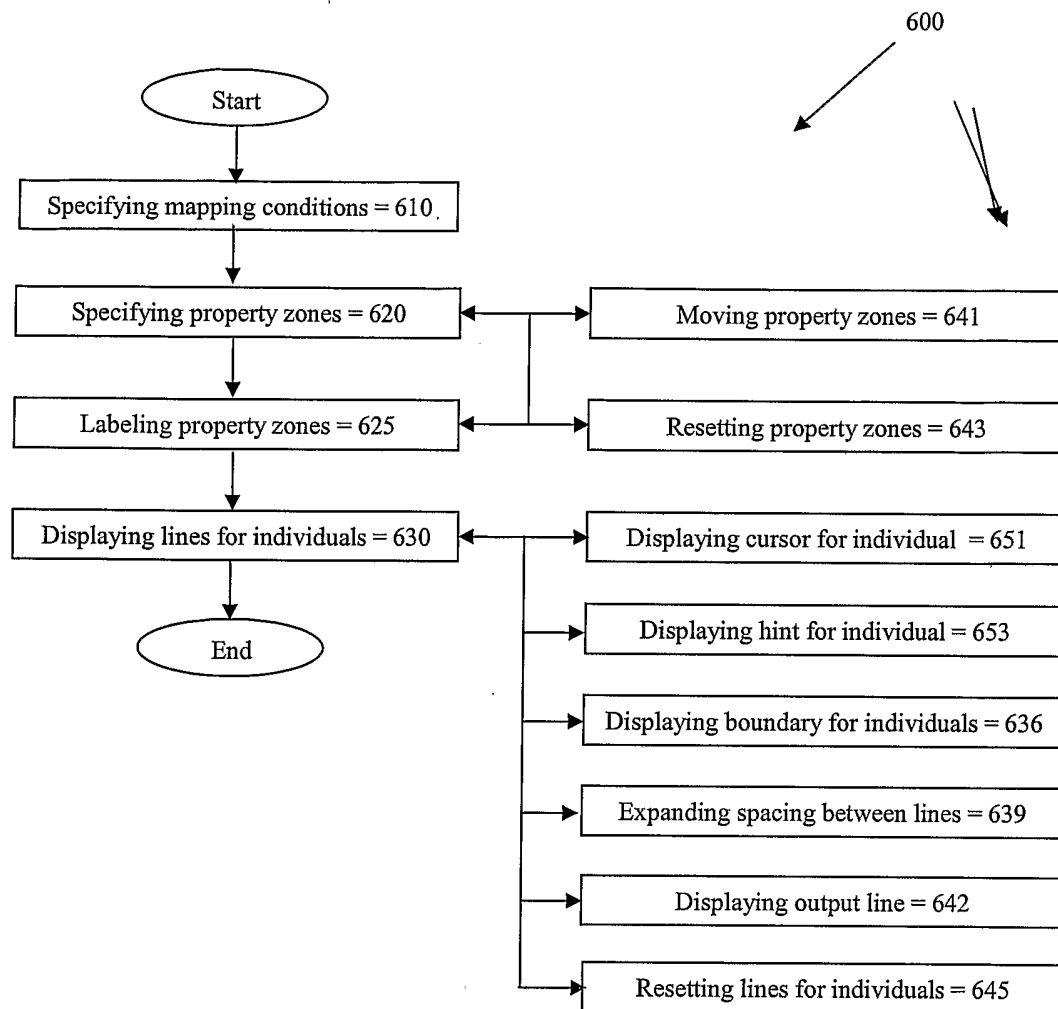 600
Start
Specifying mapping conditions = 610
Specifying property zones = 620
Moving property zones = 641
Labeling property zones = 625
Resetting property zones = 643
Displaying lines for individuals = 630
Displaying cursor for individual = 651
End
Displaying hint for individual = 653
Displaying boundary for individuals = 636
Expanding spacing between lines = 639
Displaying output line = 642
Resetting lines for individuals = 645